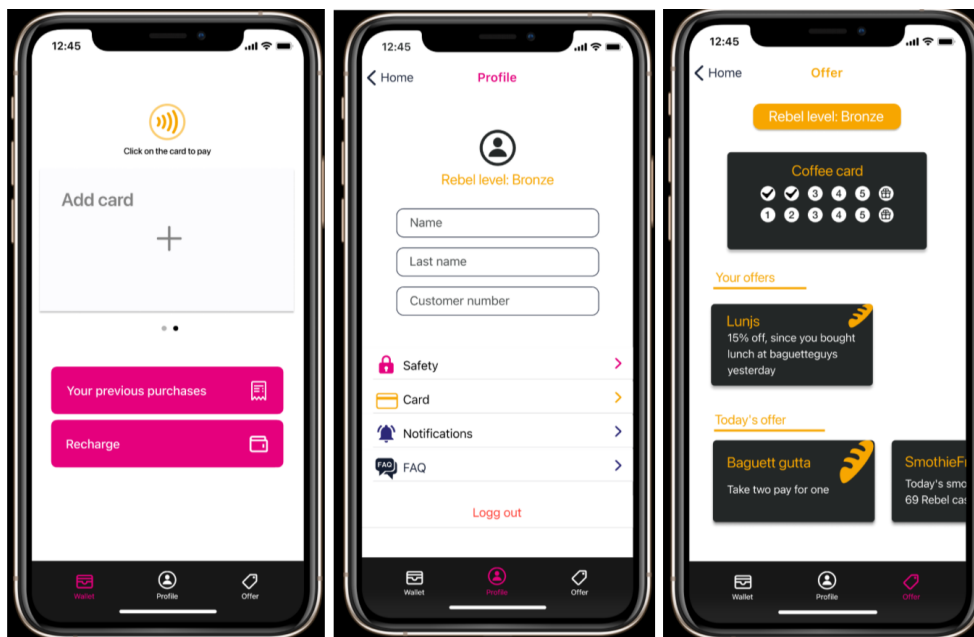 12:45
Click on the card to pay
Add card
Your previous purchases
Recharge
Wallet
Profile
Offer
12:45
Home
Profile
Rebel level: Bronze
Name
Last name
Customer number
Safety
Card
Notifications
FAQ
FAQ
Logg out
Wallet
Profile
Offer
12:45
Home
Offer
Rebel level: Bronze
Coffee card
3 4 5
1 2 3 4 5
Your offers
Lunjs
15% off, since you bought
lunch at baguetteguys
yesterday
Today's offer
Baguett gutta
Take two pay for one
SmothieFr
Today's smo
69 Rebel cas
Wallet
Profile
Offer